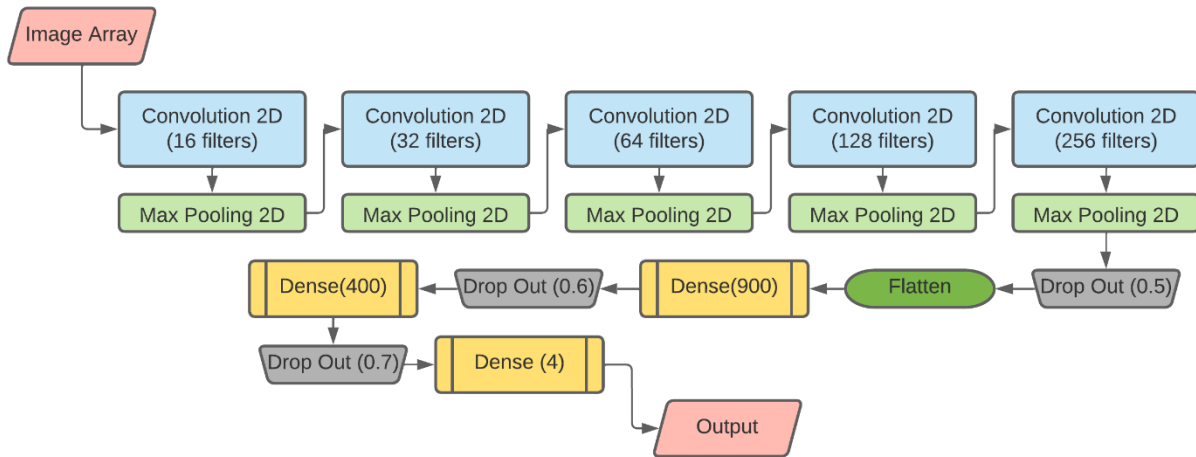 Image Array
Convolution 2D
(16 filters)
Convolution 2D
(32 filters)
Convolution 2D
(64 filters)
Convolution 2D
(128 filters)
Convolution 2D
(256 filters)
Max Pooling 2D
Max Pooling 2D
Max Pooling 2D
Max Pooling 2D
Max Pooling 2D
Drop Out (0.5)
Flatten
Dense(900)
Drop Out (0.6)
Dense(400)
Drop Out (0.7)
Dense (4)
Output